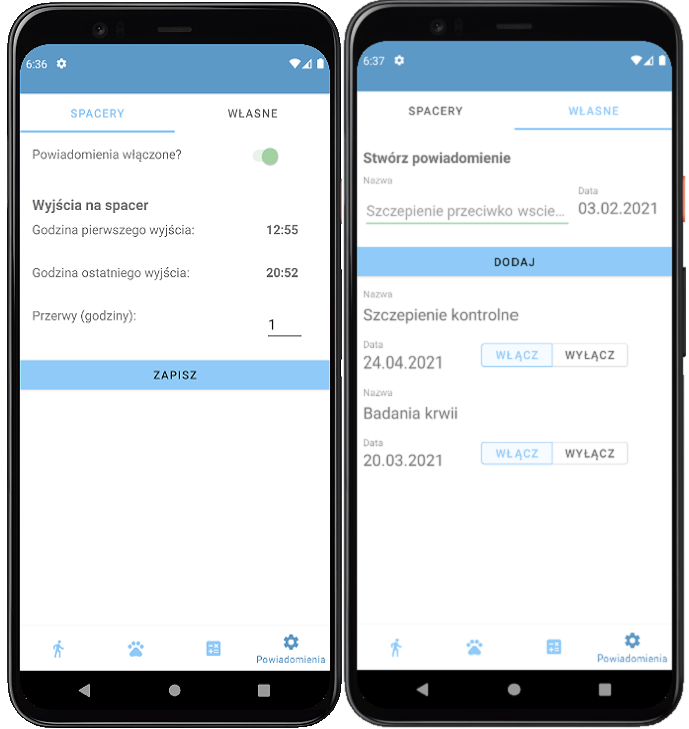 6:36
SPACERY WŁASNE
Powiadomienia włączone?
Wyjścia na spacer
Godzina pierwszego wyjścia: 12:55
Godzina ostatniego wyjścia: 20:52
Przerwy (godziny): 1
ZAPISZ
Powiadomienia
6:37
SPACERY WŁASNE
Stwórz powiadomienie
Nazwa Data
Szczepienie przeciwko wscie... 03.02.2021
DODAJ
Nazwa
Szczepienie kontrolne
Data
24.04.2021 WŁĄCZ WYŁĄCZ
Nazwa
Badania krwii
Data
20.03.2021 WŁĄCZ WYŁĄCZ
Powiadomienia